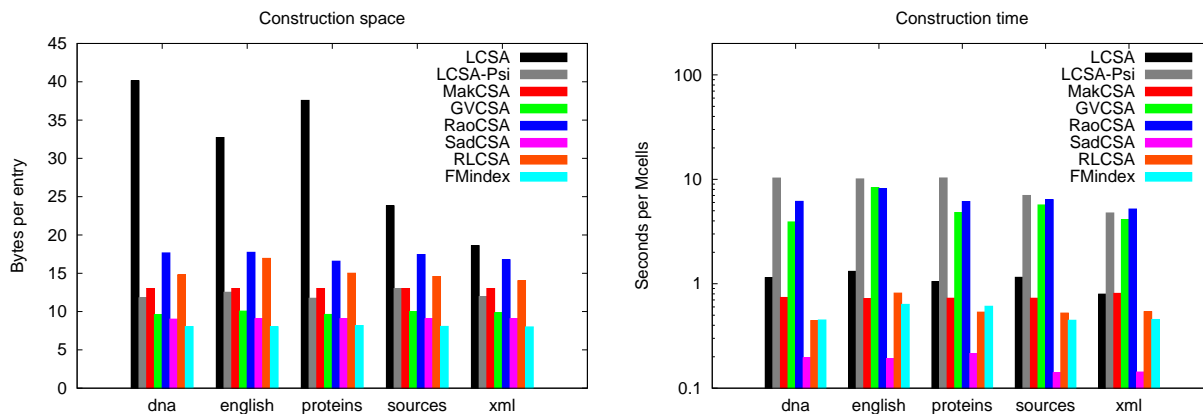 Construction space
Bytes per entry
45
40
35
30
25
20
15
10
5
0
LCSA
LCSA-Psi
MakCSA
GVCSA
RaoCSA
SadCSA
RLCSA
FMindex
dna english proteins sources xml
Construction time
Seconds per Mcells
100
10
1
0.1
LCSA
LCSA-Psi
MakCSA
GVCSA
RaoCSA
SadCSA
RLCSA
FMindex
dna english proteins sources xml